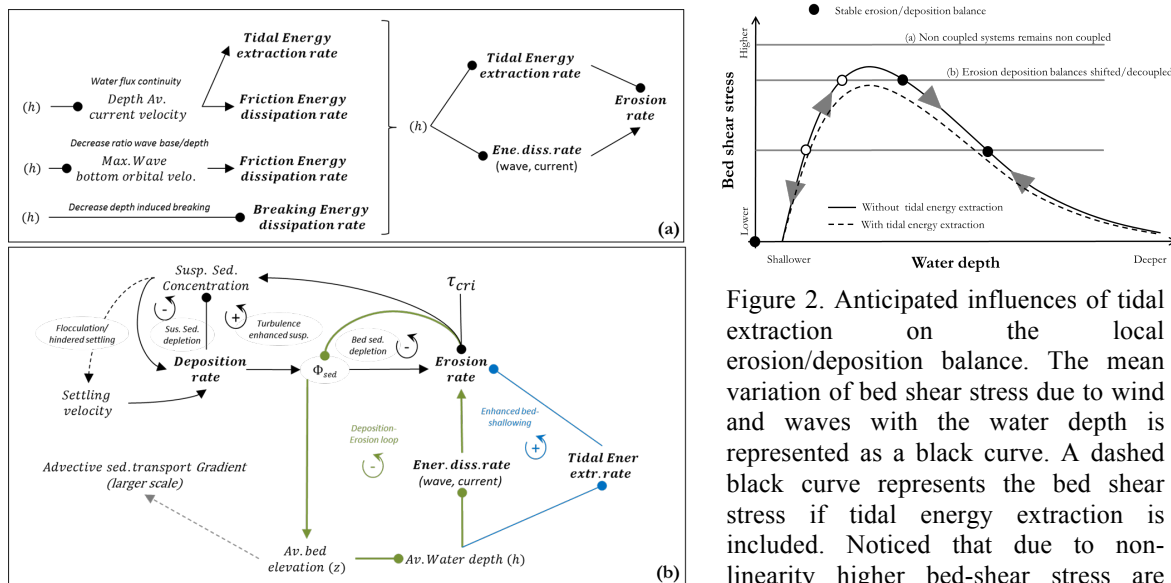 Tidal Energy
extraction rate
Water flux continuity
(h)
Depth Av.
current velocity
Friction Energy
dissipation rate
Decrease ratio wave base/depth
(h)
Max.Wave
bottom orbital velo.
Friction Energy
dissipation rate
Decrease depth induced breaking
(h)
Breaking Energy
dissipation rate
(h)
Tidal Energy
extraction rate
Erosion
rate
Ene.diss.rate
(wave, current)
(a)
Susp. Sed.
Concentration
τcri
-
+
Flocculation/
hindered settling
Sus. Sed.
depletion
Turbulence
enhanced susp.
Bed sed.
depletion
-
Deposition
rate
Φsed
Erosion
rate
Settling
velocity
Deposition-
Erosion loop
-
Enhanced bed-
shallowing
+
Advective sed.transport Gradient
(larger scale)
Ener.diss.rate
(wave, current)
Tidal Ener
extr.rate
Av.bed
elevation (z)
Av.Water depth (h)
(b)
Stable erosion/deposition balance
Higher
(a) Non coupled systems remains non coupled
(b) Erosion deposition balances shifted/decoupled
Bed shear stress
Without tidal energy extraction
With tidal energy extraction
Lower
Shallower
Water depth
Deeper
Figure 2. Anticipated influences of tidal
extraction on the local
erosion/deposition balance. The mean
variation of bed shear stress due to wind
and waves with the water depth is
represented as a black curve. A dashed
black curve represents the bed shear
stress if tidal energy extraction is
included. Noticed that due to non-
linearity higher bed-shear stress are